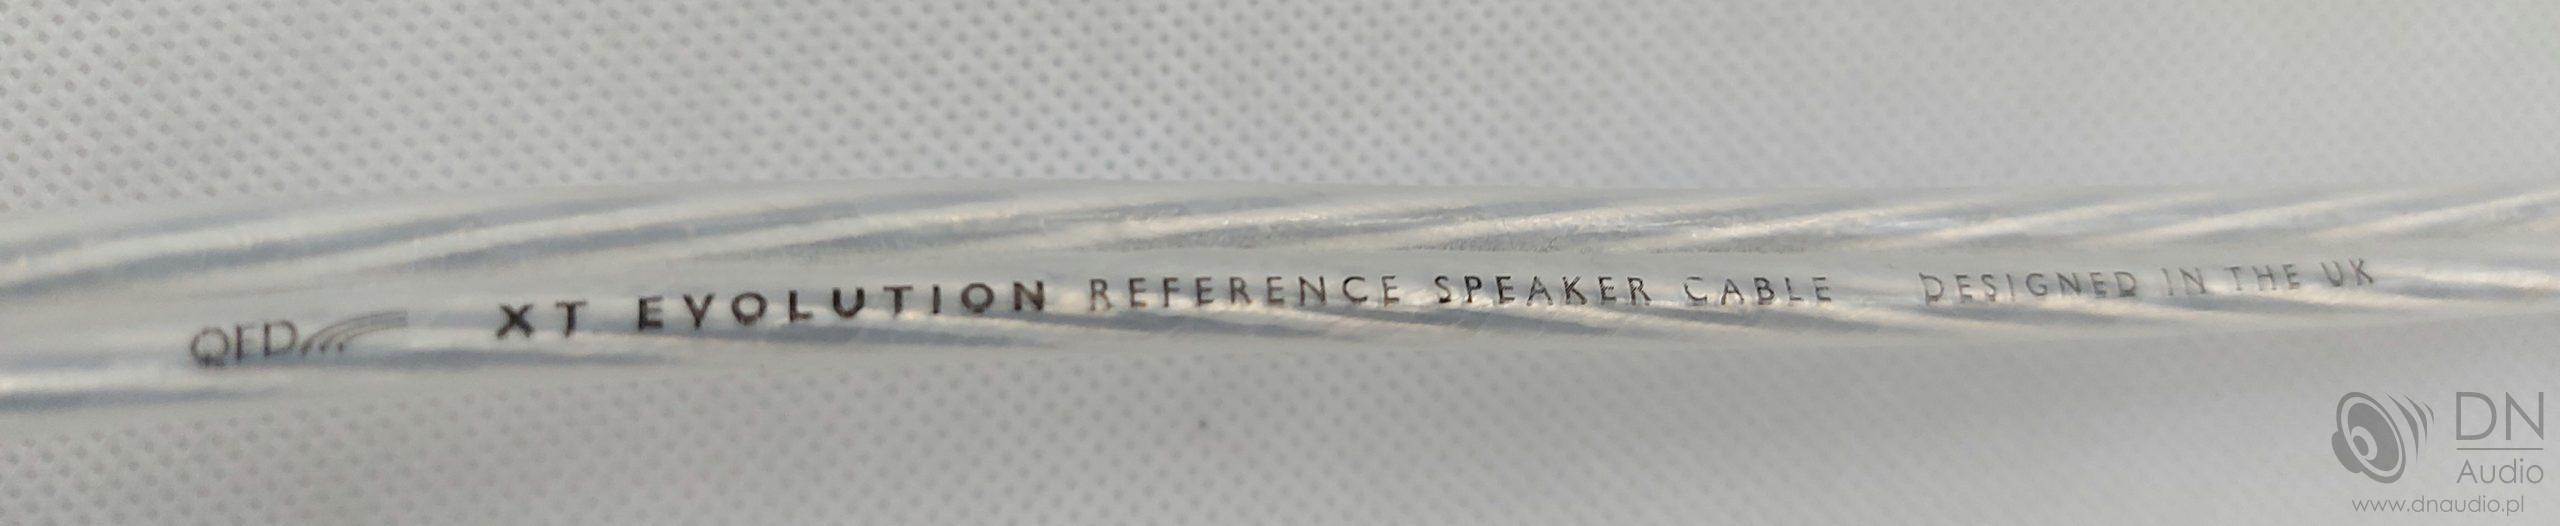 QED XT EVOLUTION REFERENCE SPEAKER CABLE DESIGNED IN THE UK
DN
Audio
www.dnaudio.pl